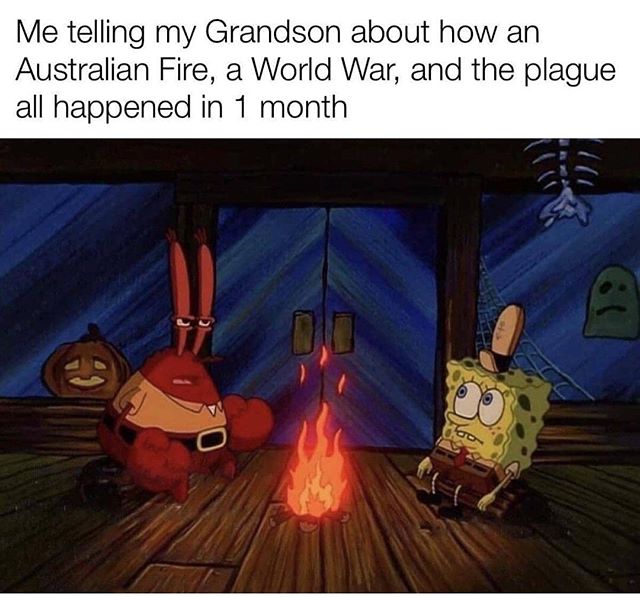 Me telling my Grandson about how an
Australian Fire, a World War, and the plague
all happened in 1 month